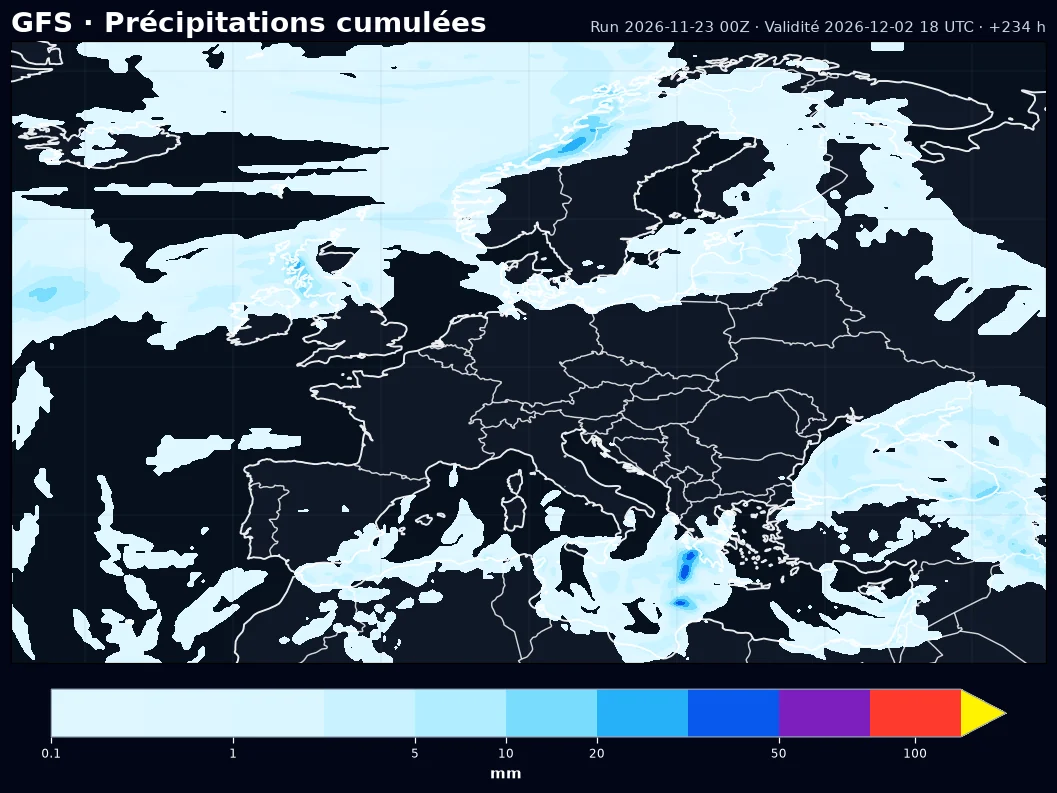 GFS · Précipitations cumulées
Run 2026-11-23 00Z · Validité 2026-12-02 18 UTC · +234 h
0.1 1 5 10 20 50 100
mm